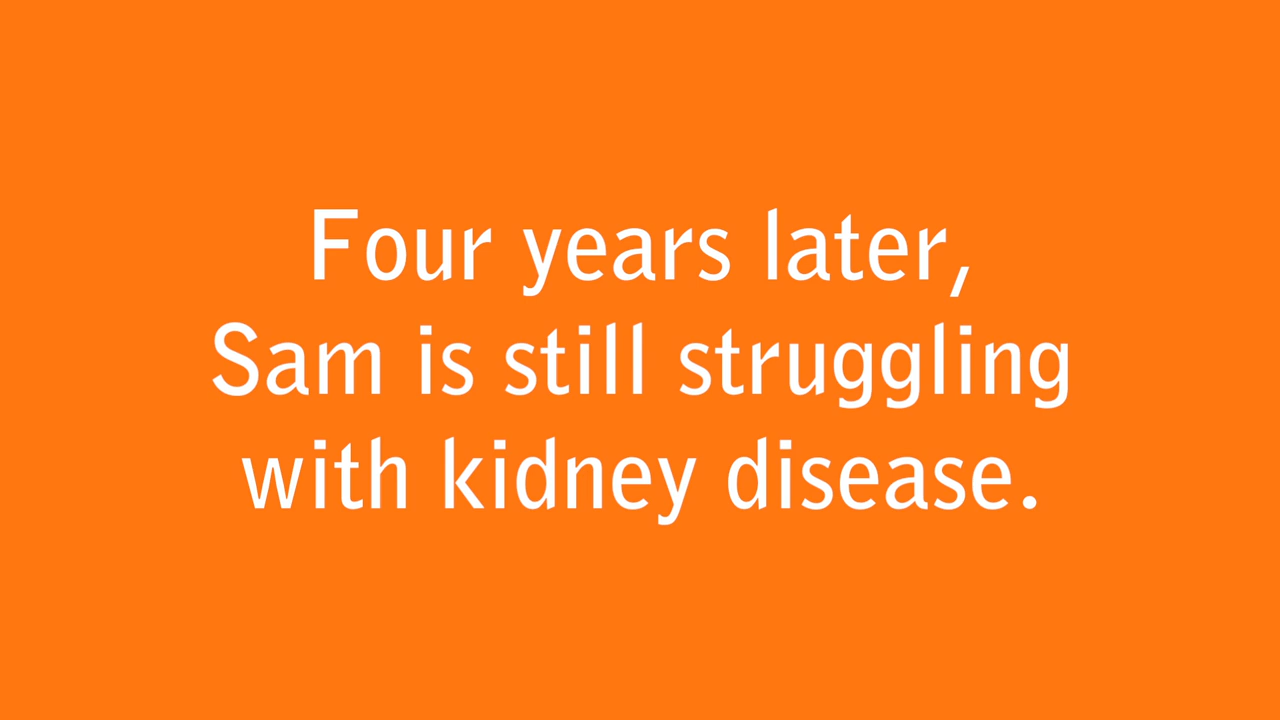 Four years later,
Sam is still struggling
with kidney disease.